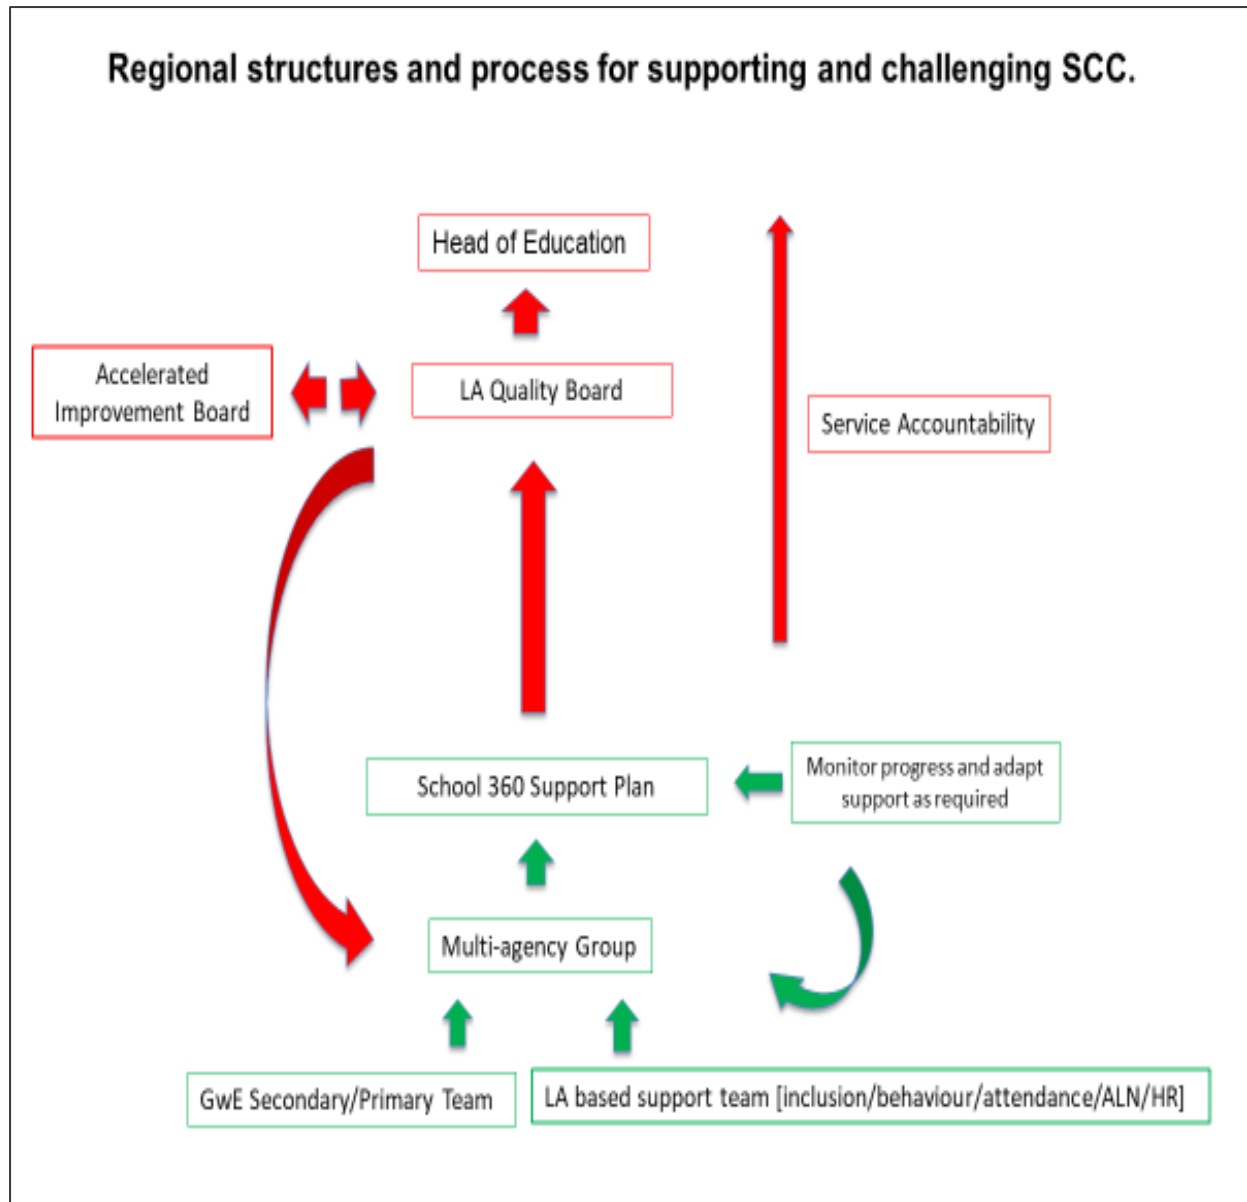 Regional structures and process for supporting and challenging SCC.
Head of Education
Accelerated
Improvement Board
LA Quality Board
Service Accountability
School 360 Support Plan
Monitor progress and adapt
support as required
Multi-agency Group
GwE Secondary/Primary Team
LA based support team [inclusion/behaviour/attendance/ALN/HR]